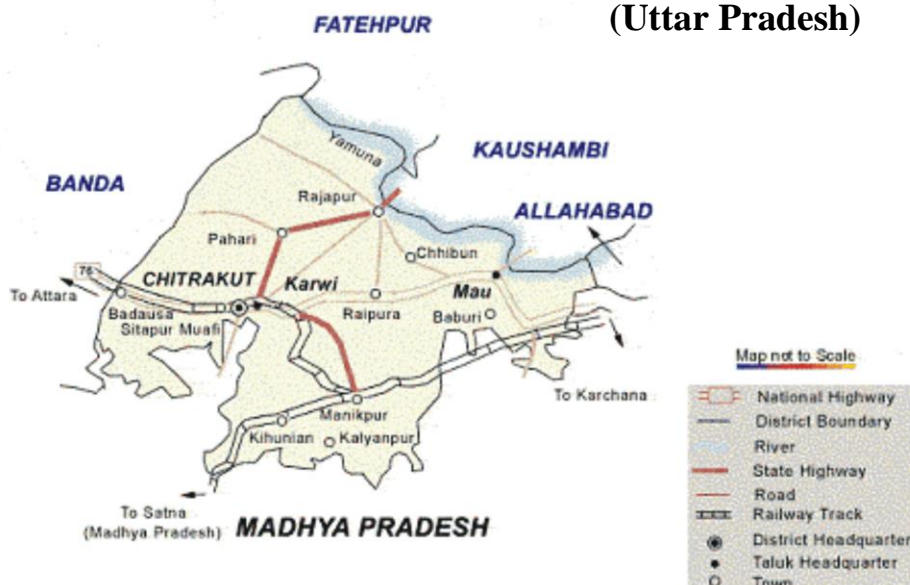 (Uttar Pradesh)
FATEHPUR
KAUSHAMBI
Yamuna
BANDA
Rajapur
ALLAHABAD
Pahari
Chhibun
76
CHITRAKUT
Karwi
Mau
To Attara
Badausa
Raipura
Baburi
Sitapur Muafi
Map not to Scale
To Karchana
National Highway
Manikpur
District Boundary
Kihunian
Kalyanpur
River
State Highway
Road
To Satna
(Madhya Pradesh)
MADHYA PRADESH
Railway Track
District Headquarter
Taluk Headquarter
Town